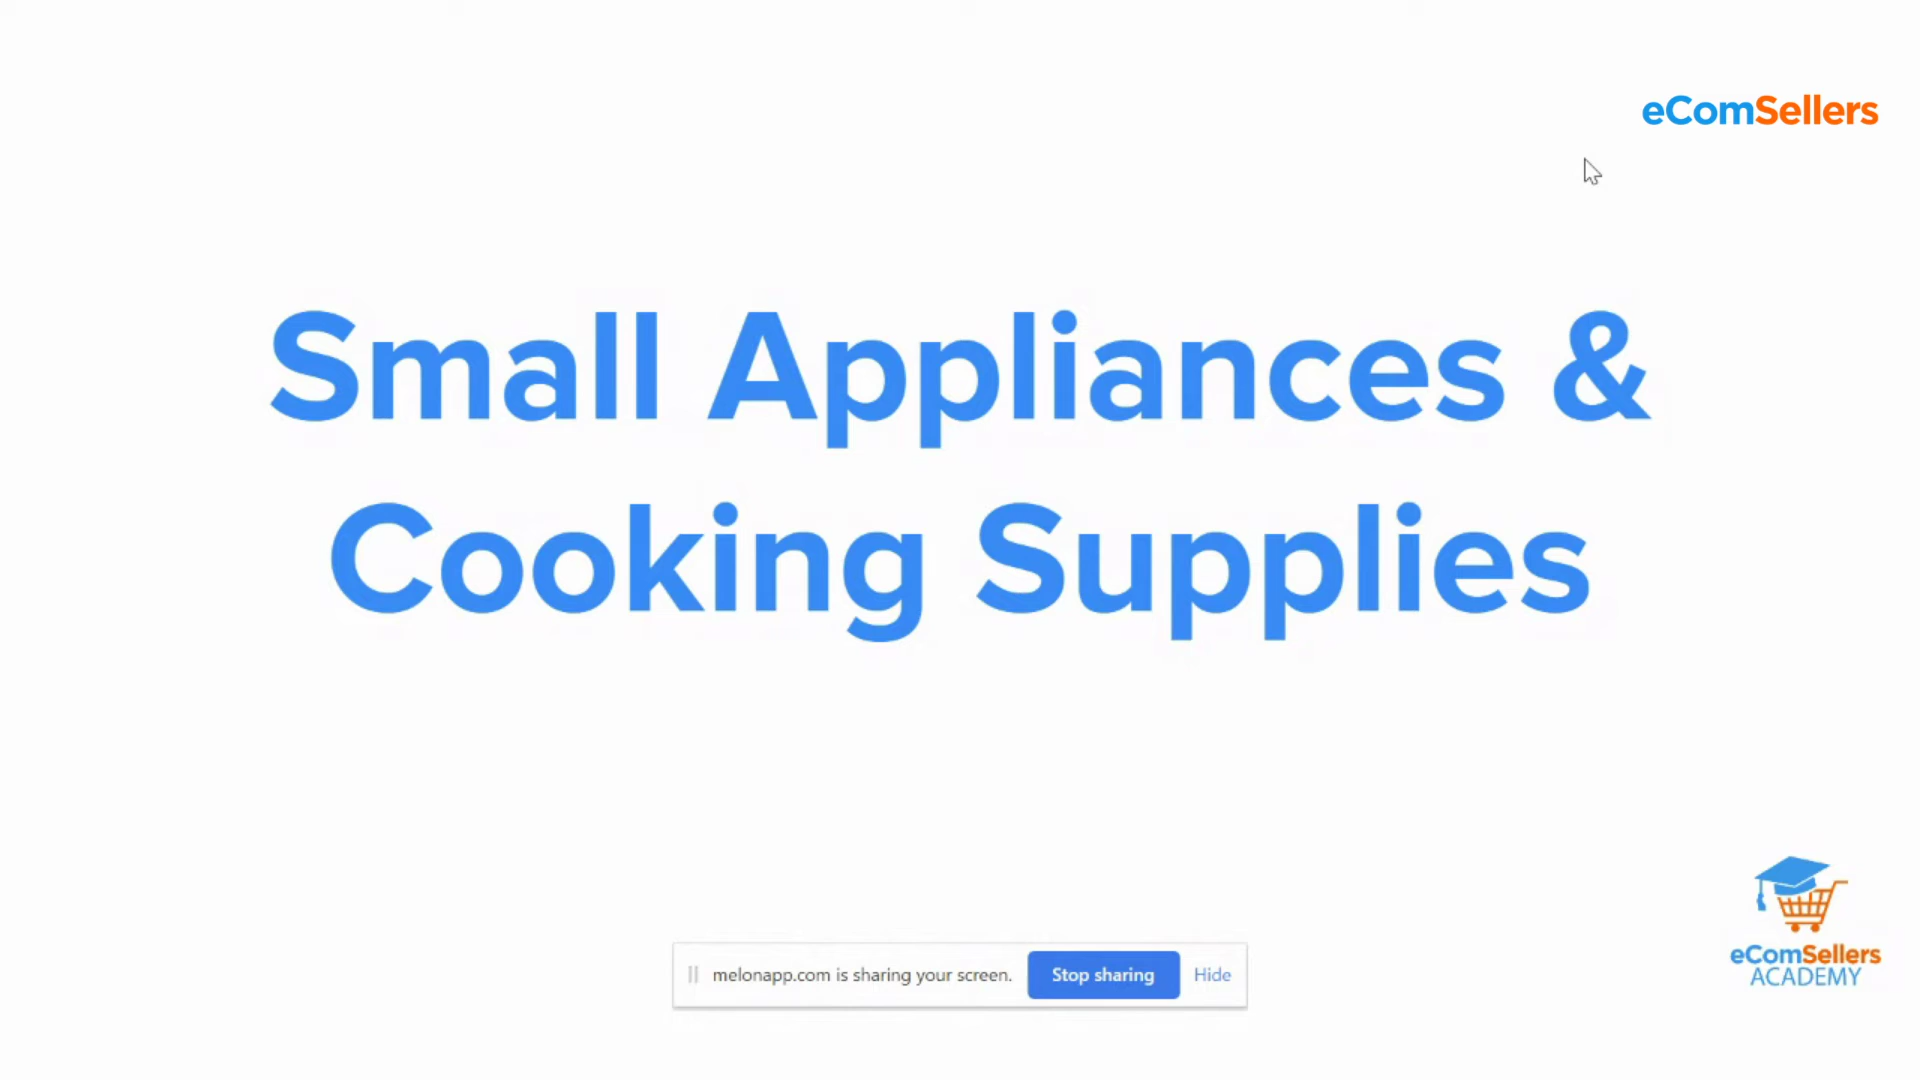 eComSellers
Small Appliances &
Cooking Supplies
melonapp.com is sharing your screen. Stop sharing Hide
eComSellers
ACADEMY